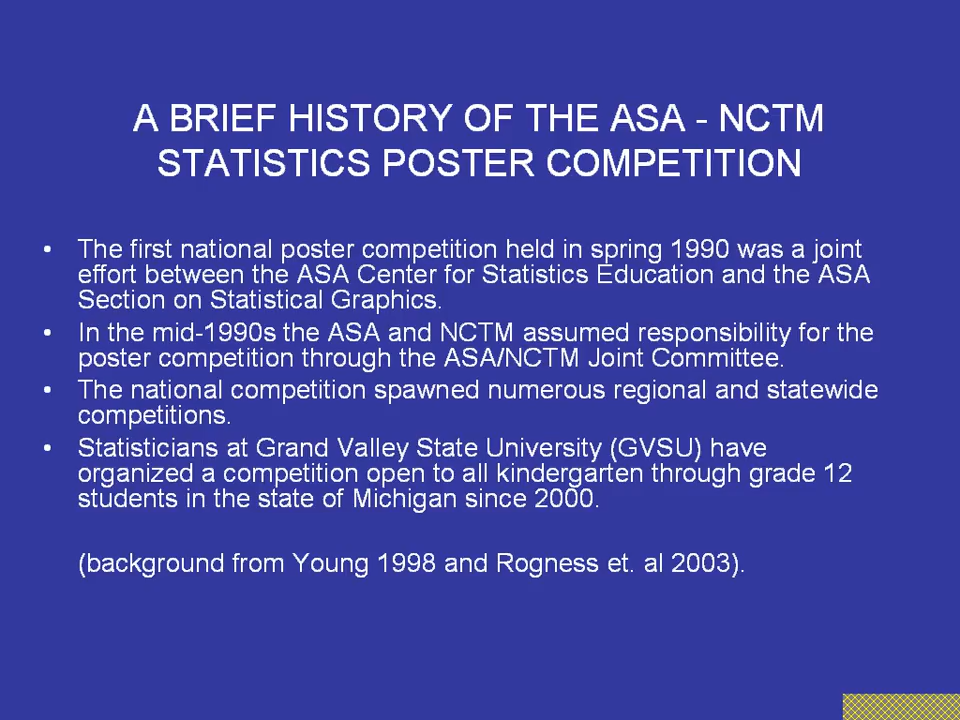 A BRIEF HISTORY OF THE ASA - NCTM
STATISTICS POSTER COMPETITION
• The first national poster competition held in spring 1990 was a joint
effort between the ASA Center for Statistics Education and the ASA
Section on Statistical Graphics.
• In the mid-1990s the ASA and NCTM assumed responsibility for the
poster competition through the ASA/NCTM Joint Committee.
• The national competition spawned numerous regional and statewide
competitions.
• Statisticians at Grand Valley State University (GVSU) have
organized a competition open to all kindergarten through grade 12
students in the state of Michigan since 2000.
(background from Young 1998 and Rogness et. al 2003).